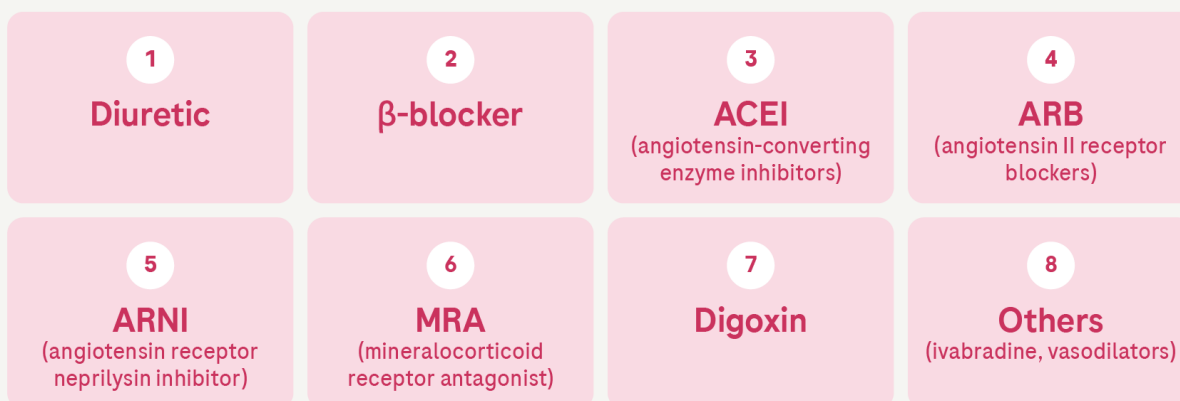 1
Diuretic
2
β-blocker
3
ACEI
(angiotensin-converting
enzyme inhibitors)
4
ARB
(angiotensin II receptor
blockers)
5
ARNI
(angiotensin receptor
neprilysin inhibitor)
6
MRA
(mineralocorticoid
receptor antagonist)
7
Digoxin
8
Others
(ivabradine, vasodilators)